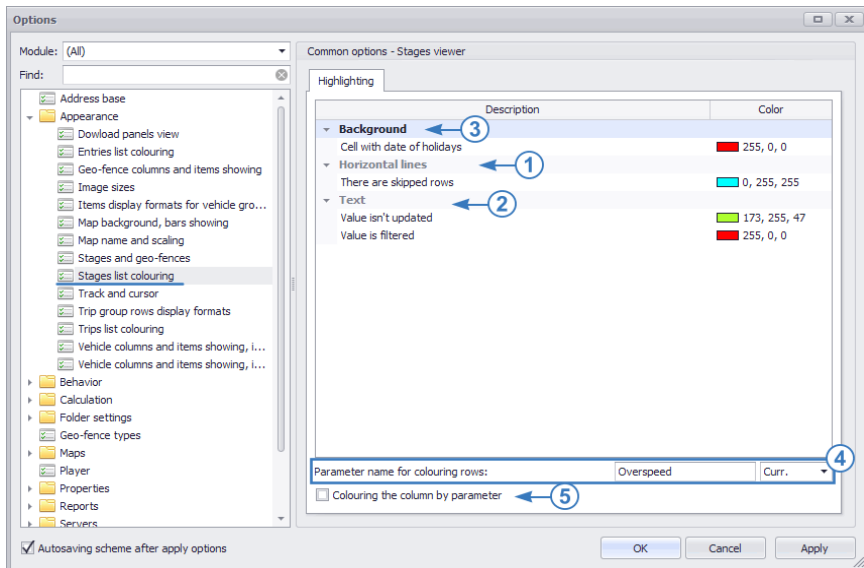 Options
Module: (All)
Find:
Address base
Appearance
Dowload panels view
Entries list colouring
Geo-fence columns and items showing
Image sizes
Items display formats for vehicle gro...
Map background, bars showing
Map name and scaling
Stages and geo-fences
Stages list colouring
Track and cursor
Trip group rows display formats
Trips list colouring
Vehicle columns and items showing, i...
Vehicle columns and items showing, i...
Behavior
Calculation
Folder settings
Geo-fence types
Maps
Player
Properties
Reports
Servers
Common options - Stages viewer
Highlighting
Description Color
Background 3
Cell with date of holidays 255, 0, 0
Horizontal lines 1
There are skipped rows 0, 255, 255
Text 2
Value isn't updated 173, 255, 47
Value is filtered 255, 0, 0
4
Parameter name for colouring rows: Overspeed Curr.
Colouring the column by parameter 5
Autosaving scheme after apply options OK Cancel Apply